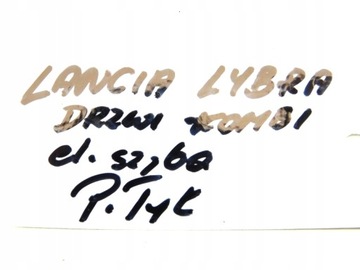 LANCIA LYBRA
DRZWI KOMBI
el. szyba
P. Tył